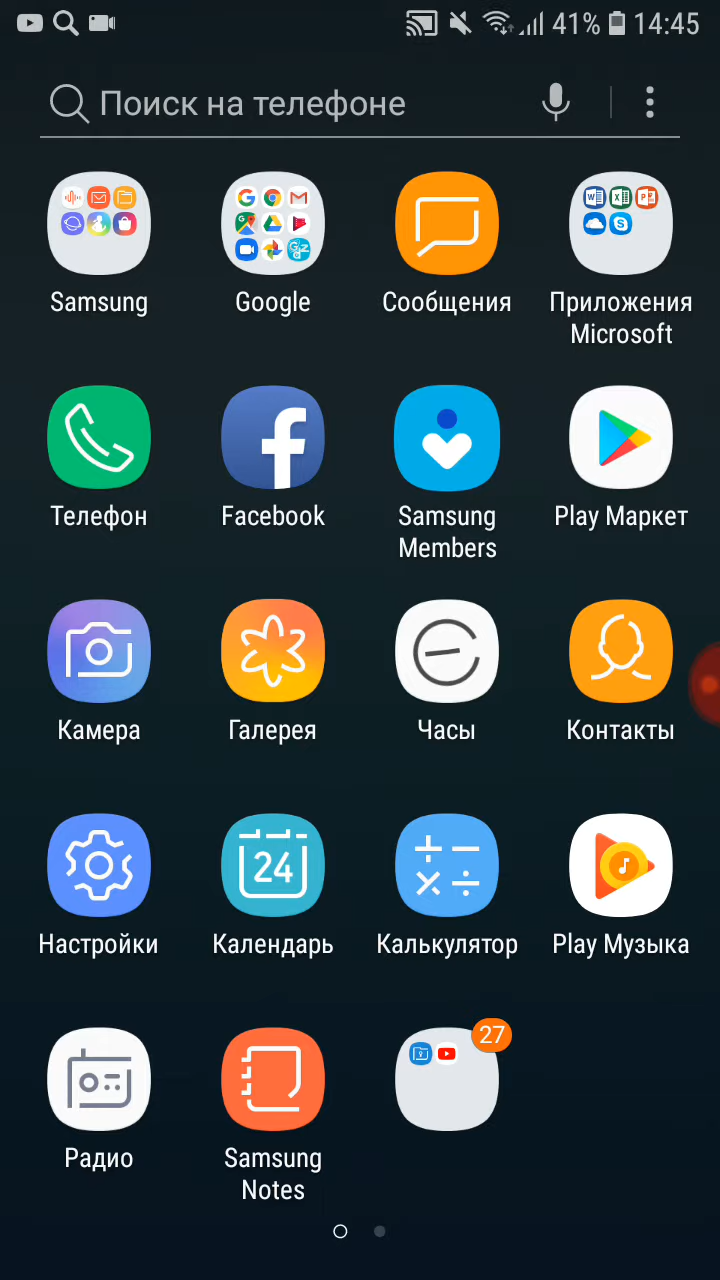 41% 14:45
Поиск на телефоне
Samsung
Google
Сообщения
Приложения
Microsoft
Телефон
Facebook
Samsung
Members
Play Маркет
Камера
Галерея
Часы
Контакты
Настройки
24
Календарь
Калькулятор
Play Музыка
27
Радио
Samsung
Notes